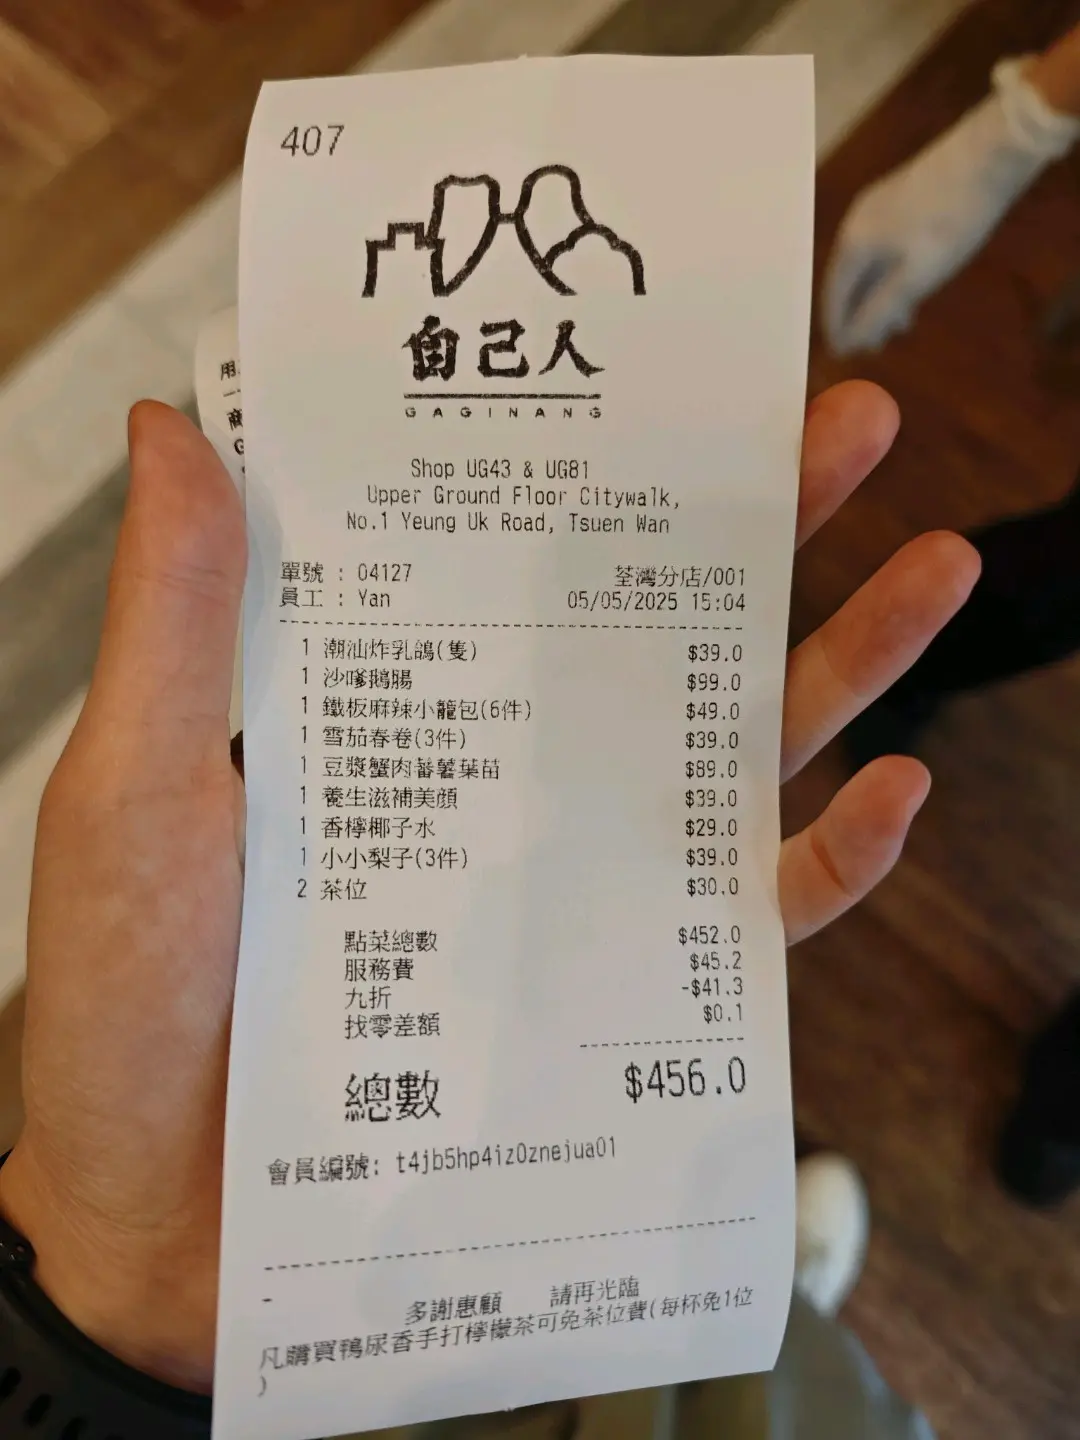 407
自己人
GAGINANG
Shop UG43 & UG81
Upper Ground Floor Citywalk,
No.1 Yeung Uk Road, Tsuen Wan
單號 : 04127 荃灣分店/001
員工 : Yan 05/05/2025 15:04
1 潮汕炸乳鴿(隻) $39.0
1 沙嗲鵝腸 $99.0
1 鐵板麻辣小籠包(6件) $49.0
1 雪茄春卷(3件) $39.0
1 豆漿蟹肉蕃薯葉苗 $89.0
1 養生滋補美顏 $39.0
1 香檸椰子水 $29.0
1 小小梨子(3件) $39.0
2 茶位 $30.0
點菜總數 $452.0
服務費 $45.2
九折 -$41.3
找零差額 $0.1
總數 $456.0
會員編號: t4jb5hp4iz0znejua01
-
多謝惠顧 請再光臨
凡購買鴨尿香手打檸檬茶可免茶位費(每杯免1位
)
用
商
G